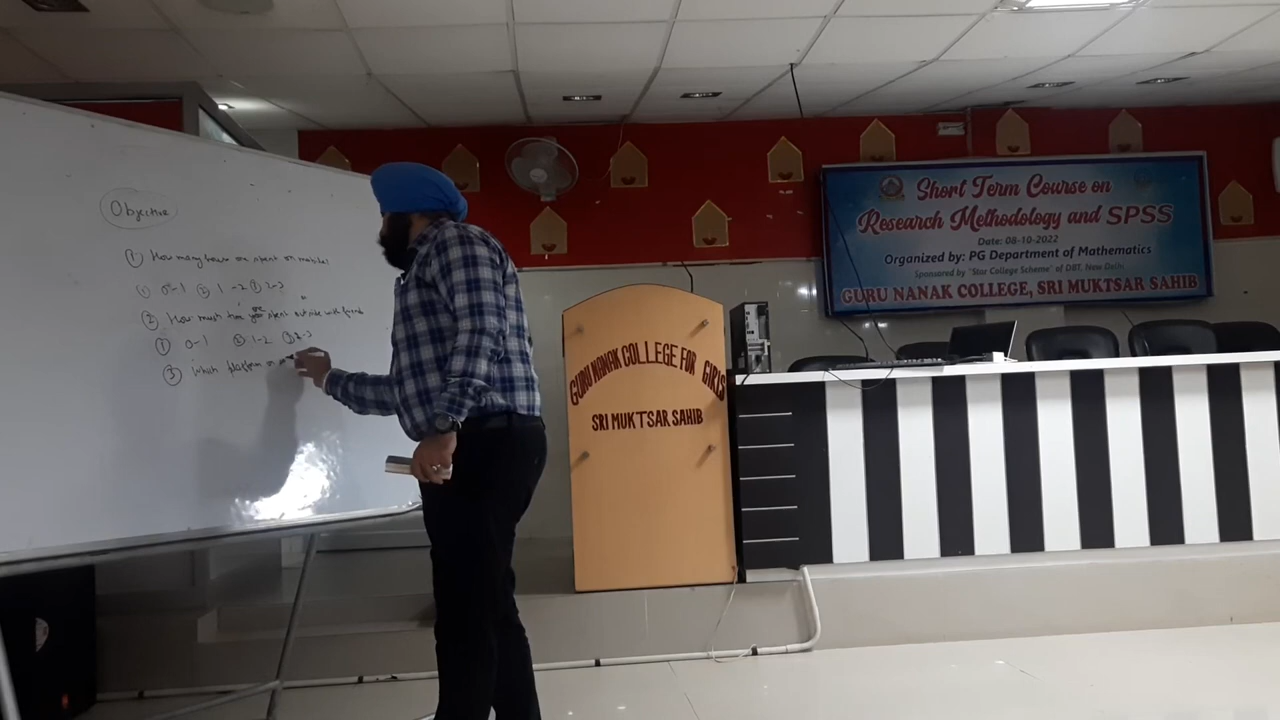 Objective
① How many hours on spent on mobile?
① 0-1 ② 1-2 ③ 2-3
② How much time you spent outside with friends
① 0-1 ② 1-2 ③ 2-3
③ which platform
Short Term Course on
Research Methodology and SPSS
Date: 08-10-2022
Organized by: PG Department of Mathematics
Sponsored by "Star College Scheme" of DBT, New Delhi
GURU NANAK COLLEGE, SRI MUKTSAR SAHIB
GURU NANAK COLLEGE FOR GIRLS
SRI MUKTSAR SAHIB